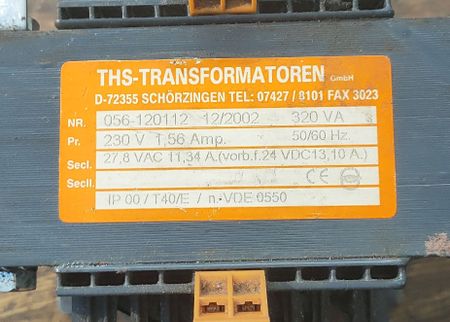 THS-TRANSFORMATOREN GmbH
D-72355 SCHÖRZINGEN TEL: 07427 / 8101 FAX 3023
NR. 056-120112 12/2002 320 VA
Pr. 230 V 1,56 Amp. 50/60 Hz.
Secl. 27,8 VAC 11,34 A.(vorb.f.24 VDC13,10 A.)
Secll. CE
IP 00 / T40/E / n.VDE 0550